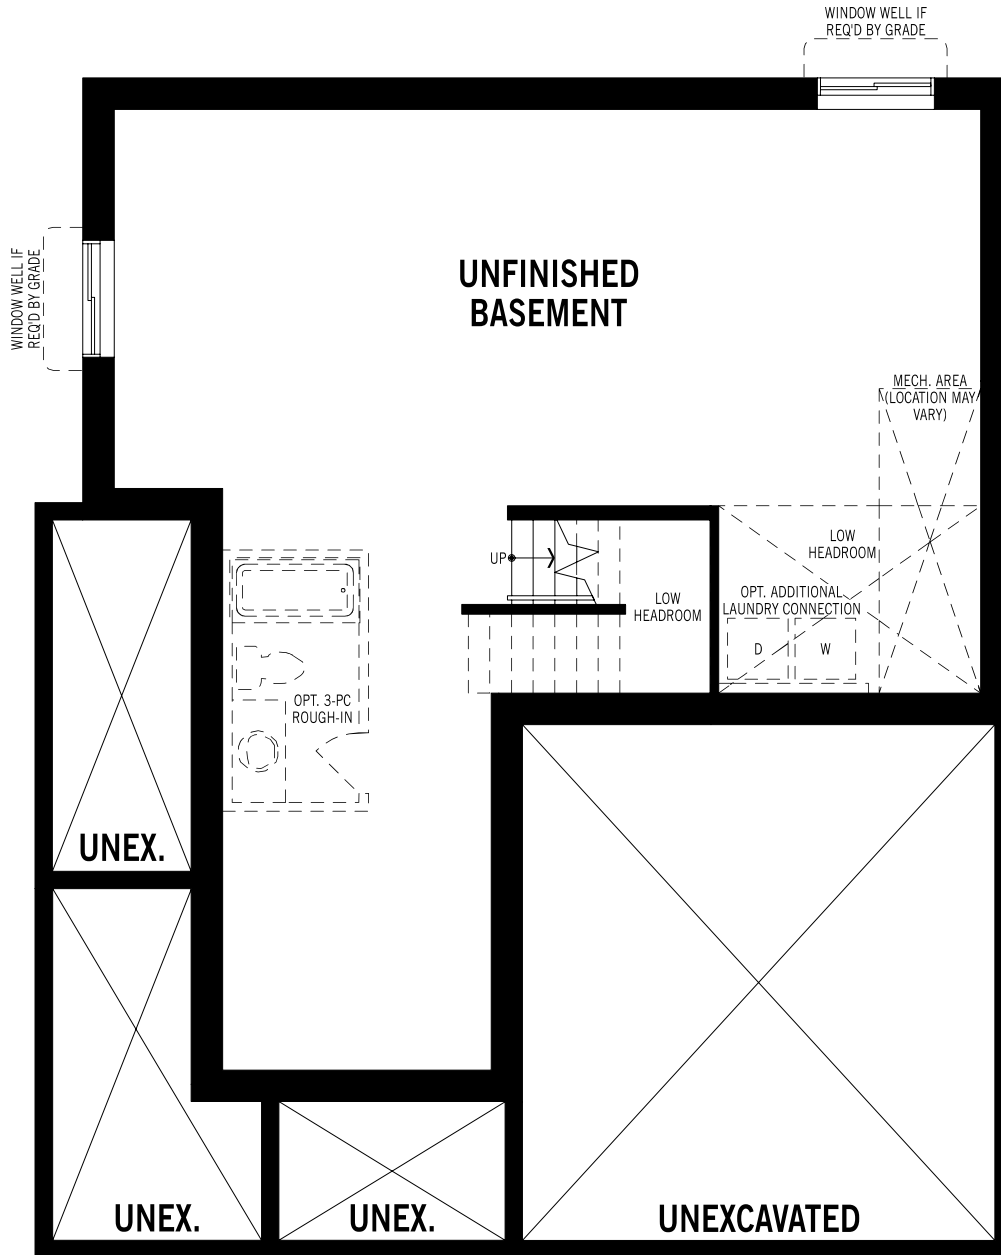 WINDOW WELL IF
REQ'D BY GRADE
WINDOW WELL IF
REQ'D BY GRADE
UNFINISHED
BASEMENT
MECH. AREA
(LOCATION MAY
VARY)
UP
LOW
HEADROOM
LOW
HEADROOM
OPT. ADDITIONAL
LAUNDRY CONNECTION
D
W
OPT. 3-PC
ROUGH-IN
UNEX.
UNEX.
UNEX.
UNEXCAVATED